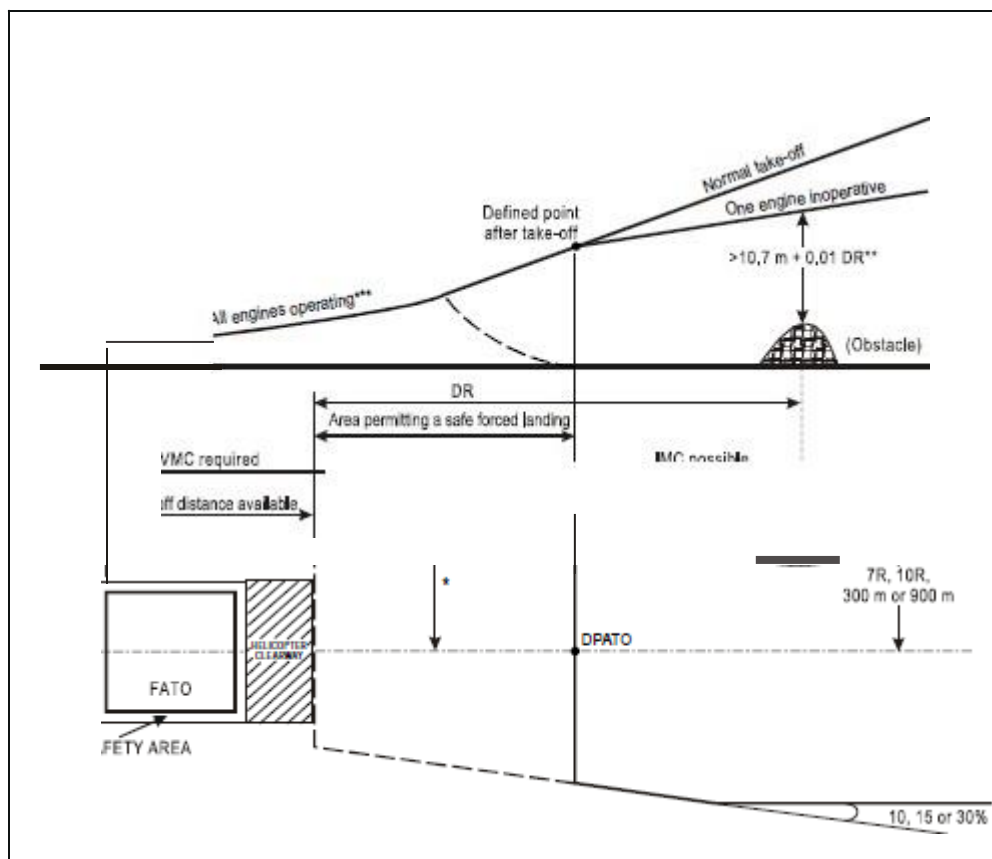 Normal take-off
One engine inoperative
Defined point
after take-off
>10,7 m + 0,01 DR**
All engines operating***
(Obstacle)
DR
Area permitting a safe forced landing
VMC required
IMC possible
off distance available
7R, 10R,
300 m or 900 m
*
HELICOPTER
CLEARWAY
DPATO
FATO
FETY AREA
10, 15 or 30%